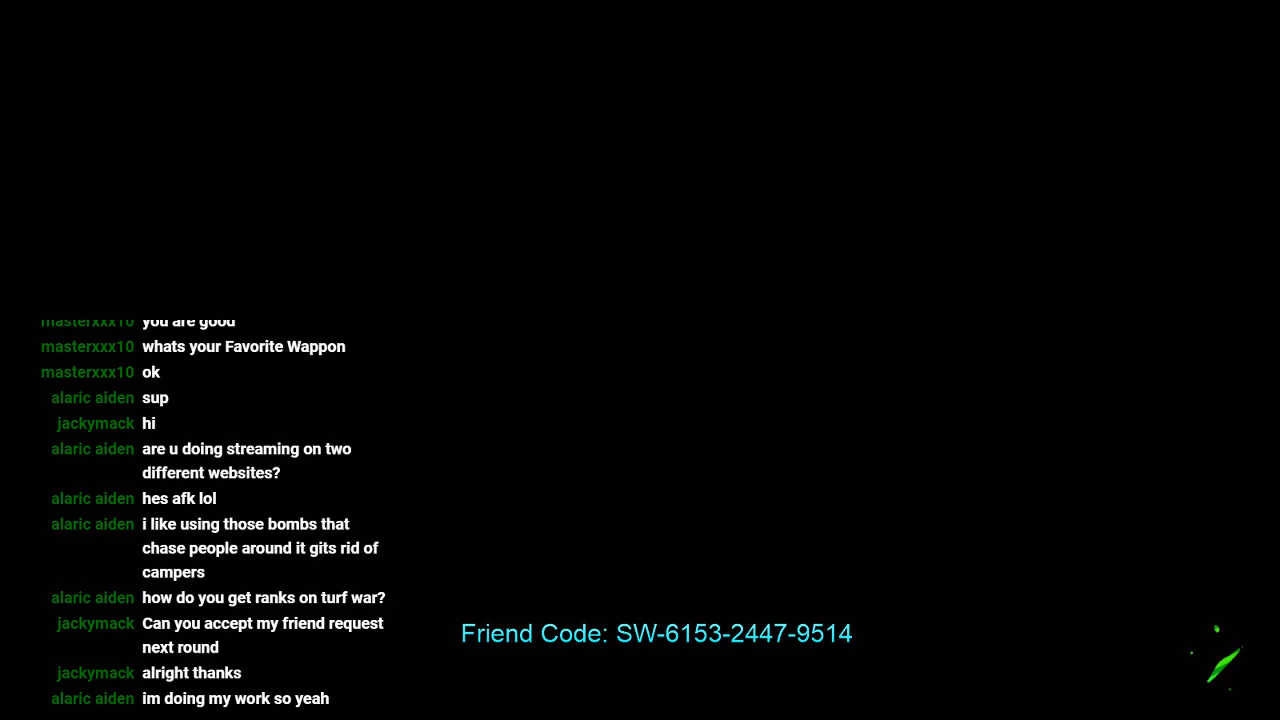 masterxxx10 you are good
masterxxx10 whats your Favorite Wappon
masterxxx10 ok
alaric aiden sup
jackymack hi
alaric aiden are u doing streaming on two
different websites?
alaric aiden hes afk lol
alaric aiden i like using those bombs that
chase people around it gits rid of
campers
alaric aiden how do you get ranks on turf war?
jackymack Can you accept my friend request
next round
jackymack alright thanks
alaric aiden im doing my work so yeah
Friend Code: SW-6153-2447-9514